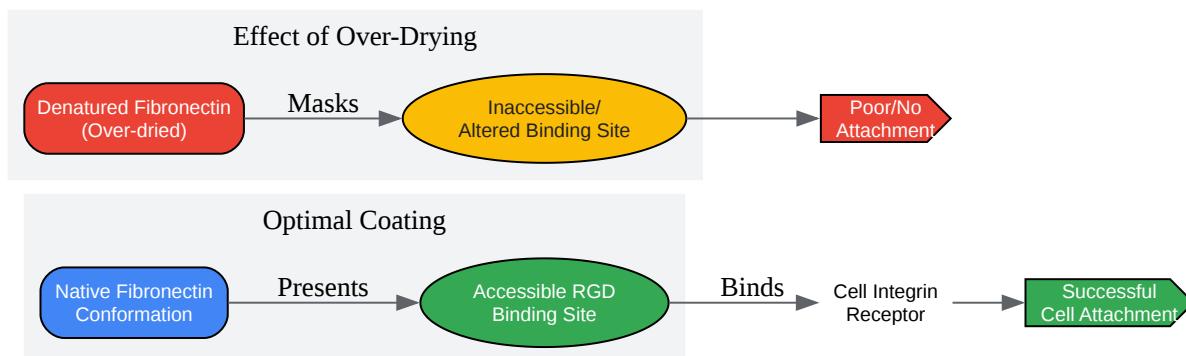 Effect of Over-Drying
Denatured Fibronectin
(Over-dried)
Masks
Inaccessible/
Altered Binding Site
Poor/No
Attachment
Optimal Coating
Native Fibronectin
Conformation
Presents
Accessible RGD
Binding Site
Binds
Cell Integrin
Receptor
Successful
Cell Attachment